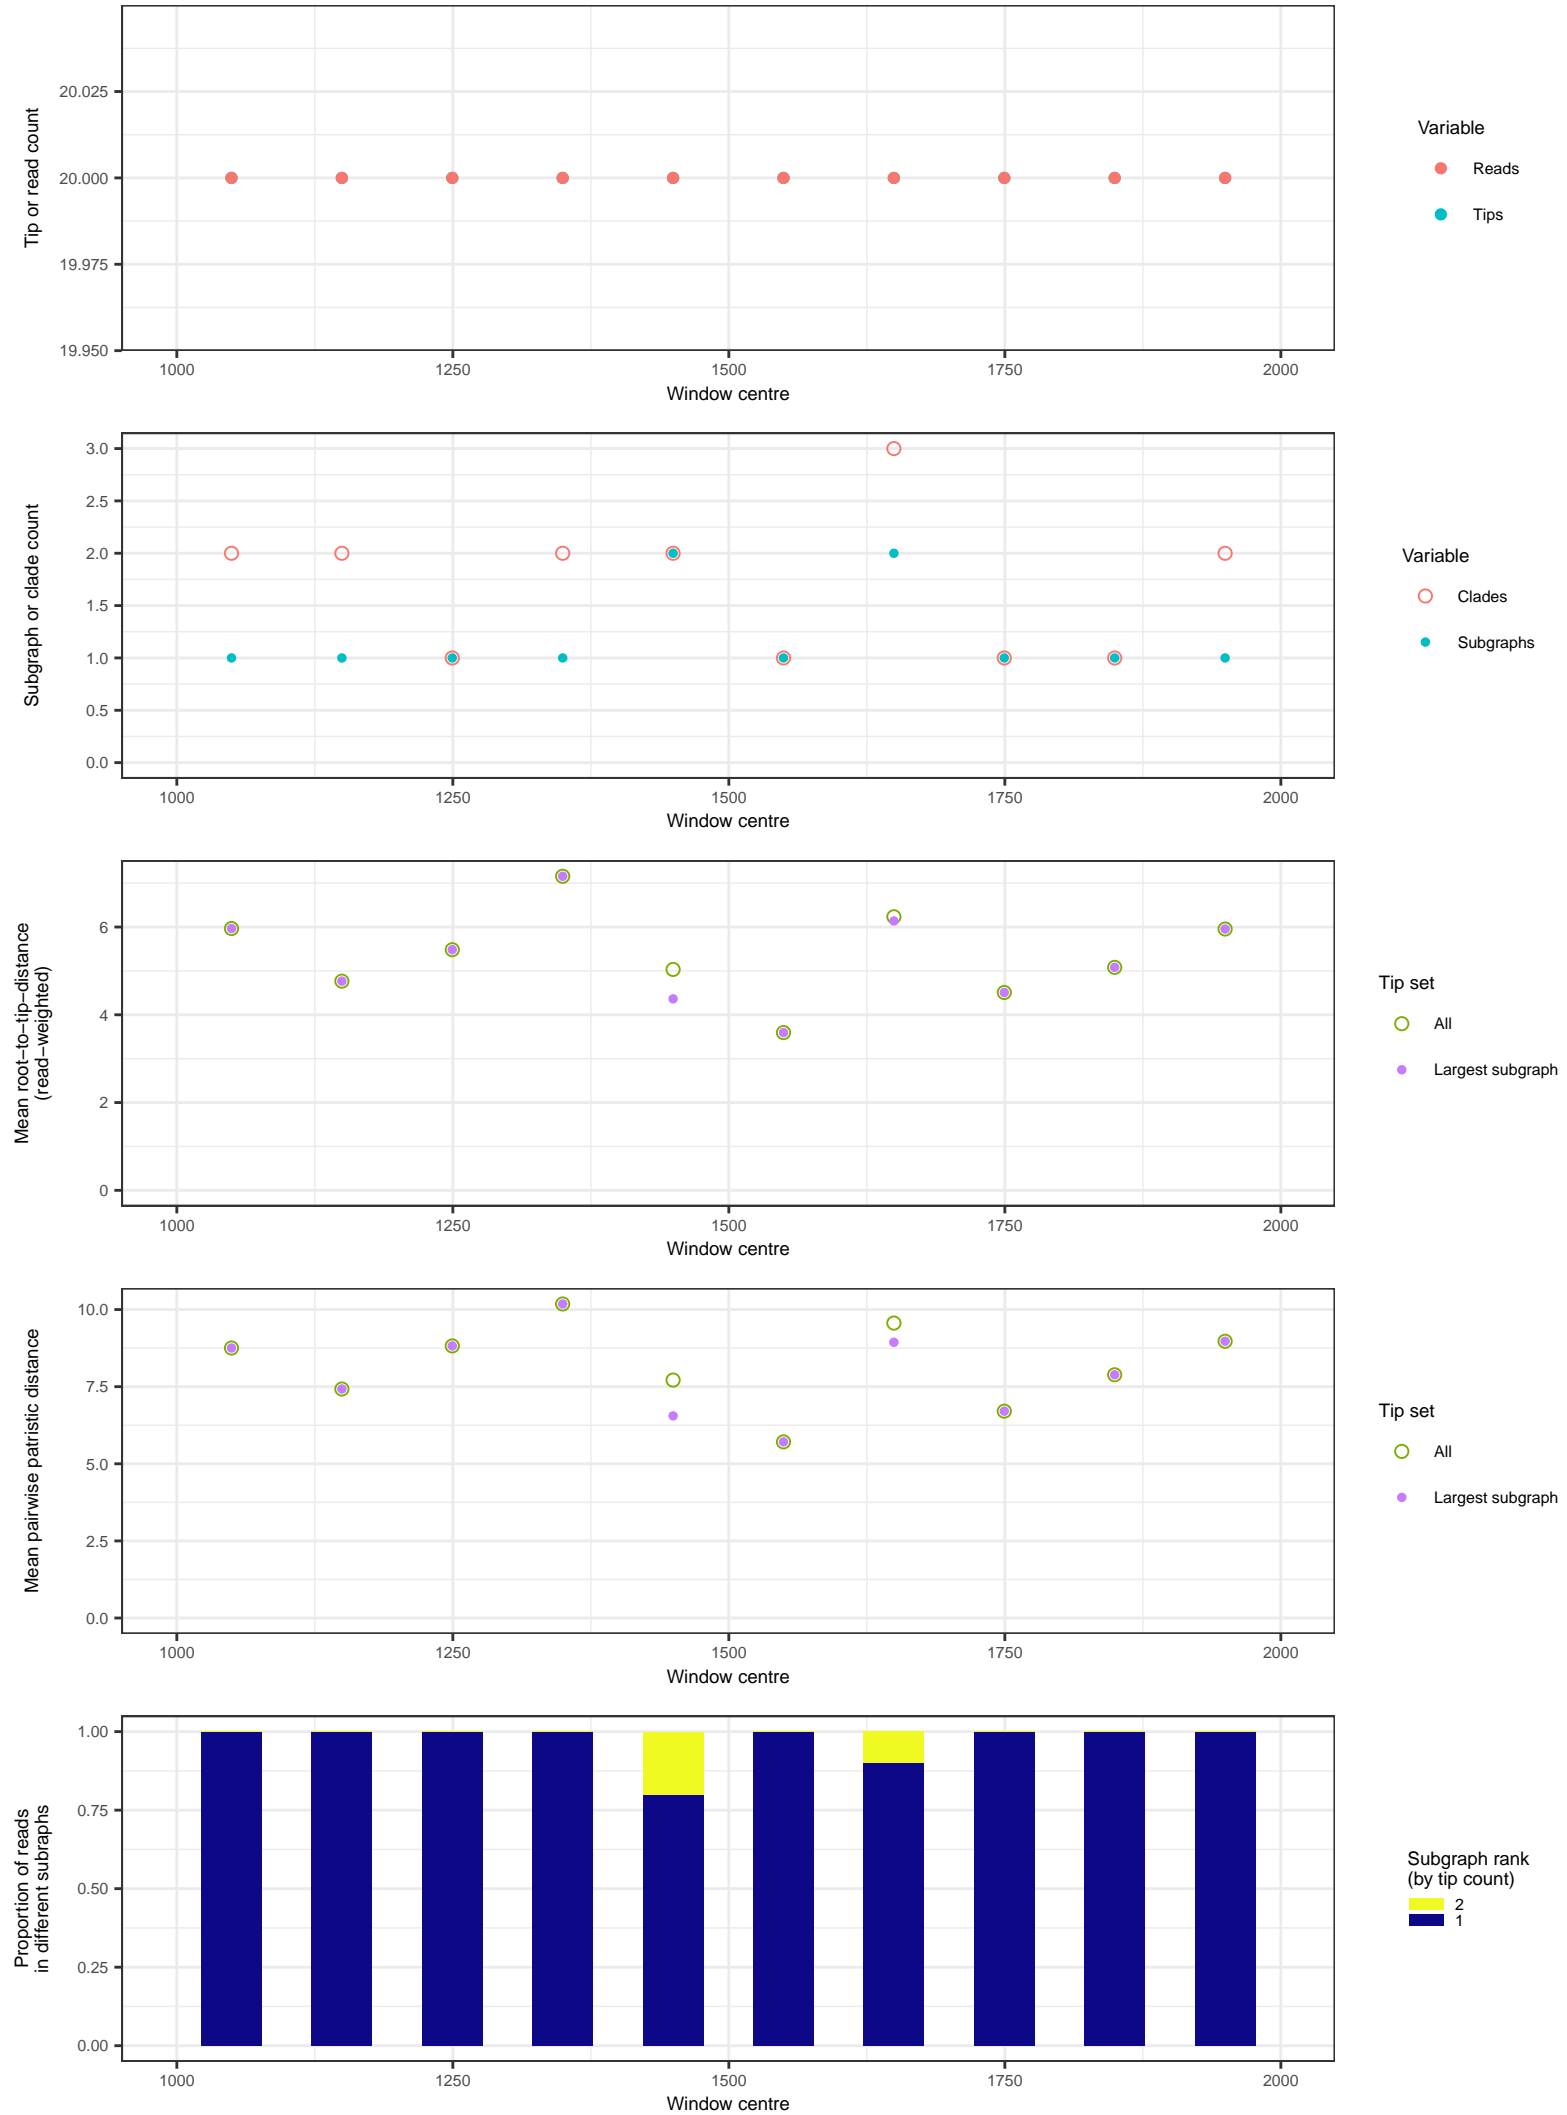 Tip or read count
20.025
20.000
19.975
19.950
1000 1250 1500 1750 2000
Window centre
Variable
Reads
Tips
Subgraph or clade count
3.0
2.5
2.0
1.5
1.0
0.5
0.0
1000 1250 1500 1750 2000
Window centre
Variable
Clades
Subgraphs
Mean root−to−tip−distance
(read−weighted)
6
4
2
0
1000 1250 1500 1750 2000
Window centre
Tip set
All
Largest subgraph
Mean pairwise patristic distance
10.0
7.5
5.0
2.5
0.0
1000 1250 1500 1750 2000
Window centre
Tip set
All
Largest subgraph
Proportion of reads
in different subraphs
1.00
0.75
0.50
0.25
0.00
1000 1250 1500 1750 2000
Window centre
Subgraph rank
(by tip count)
2
1